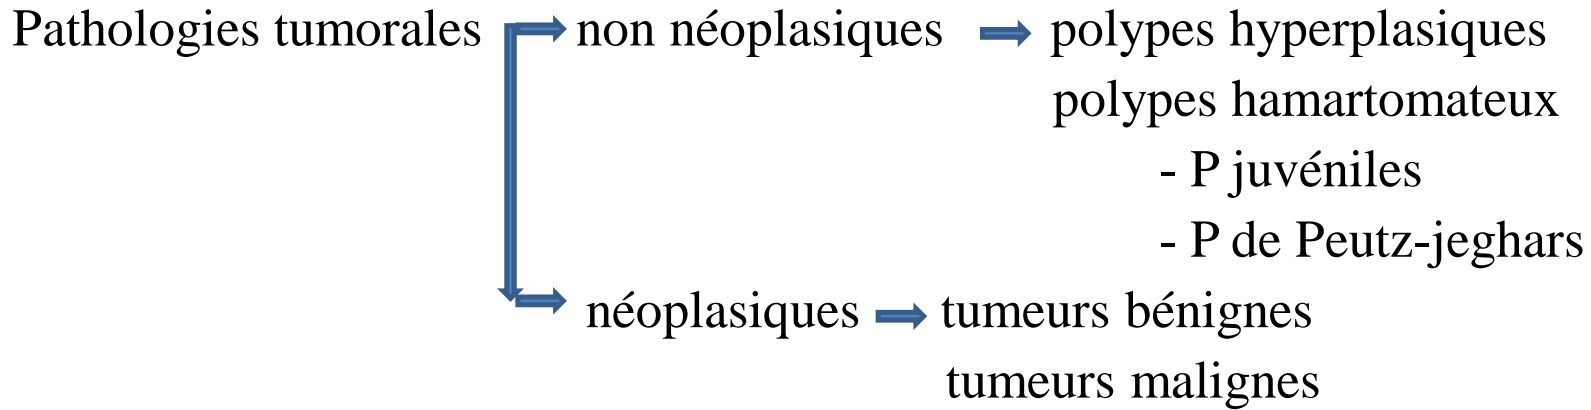 Pathologies tumorales non néoplasiques polypes hyperplasiques
polypes hamartomateux
- P juvéniles
- P de Peutz-jeghars
néoplasiques tumeurs bénignes
tumeurs malignes